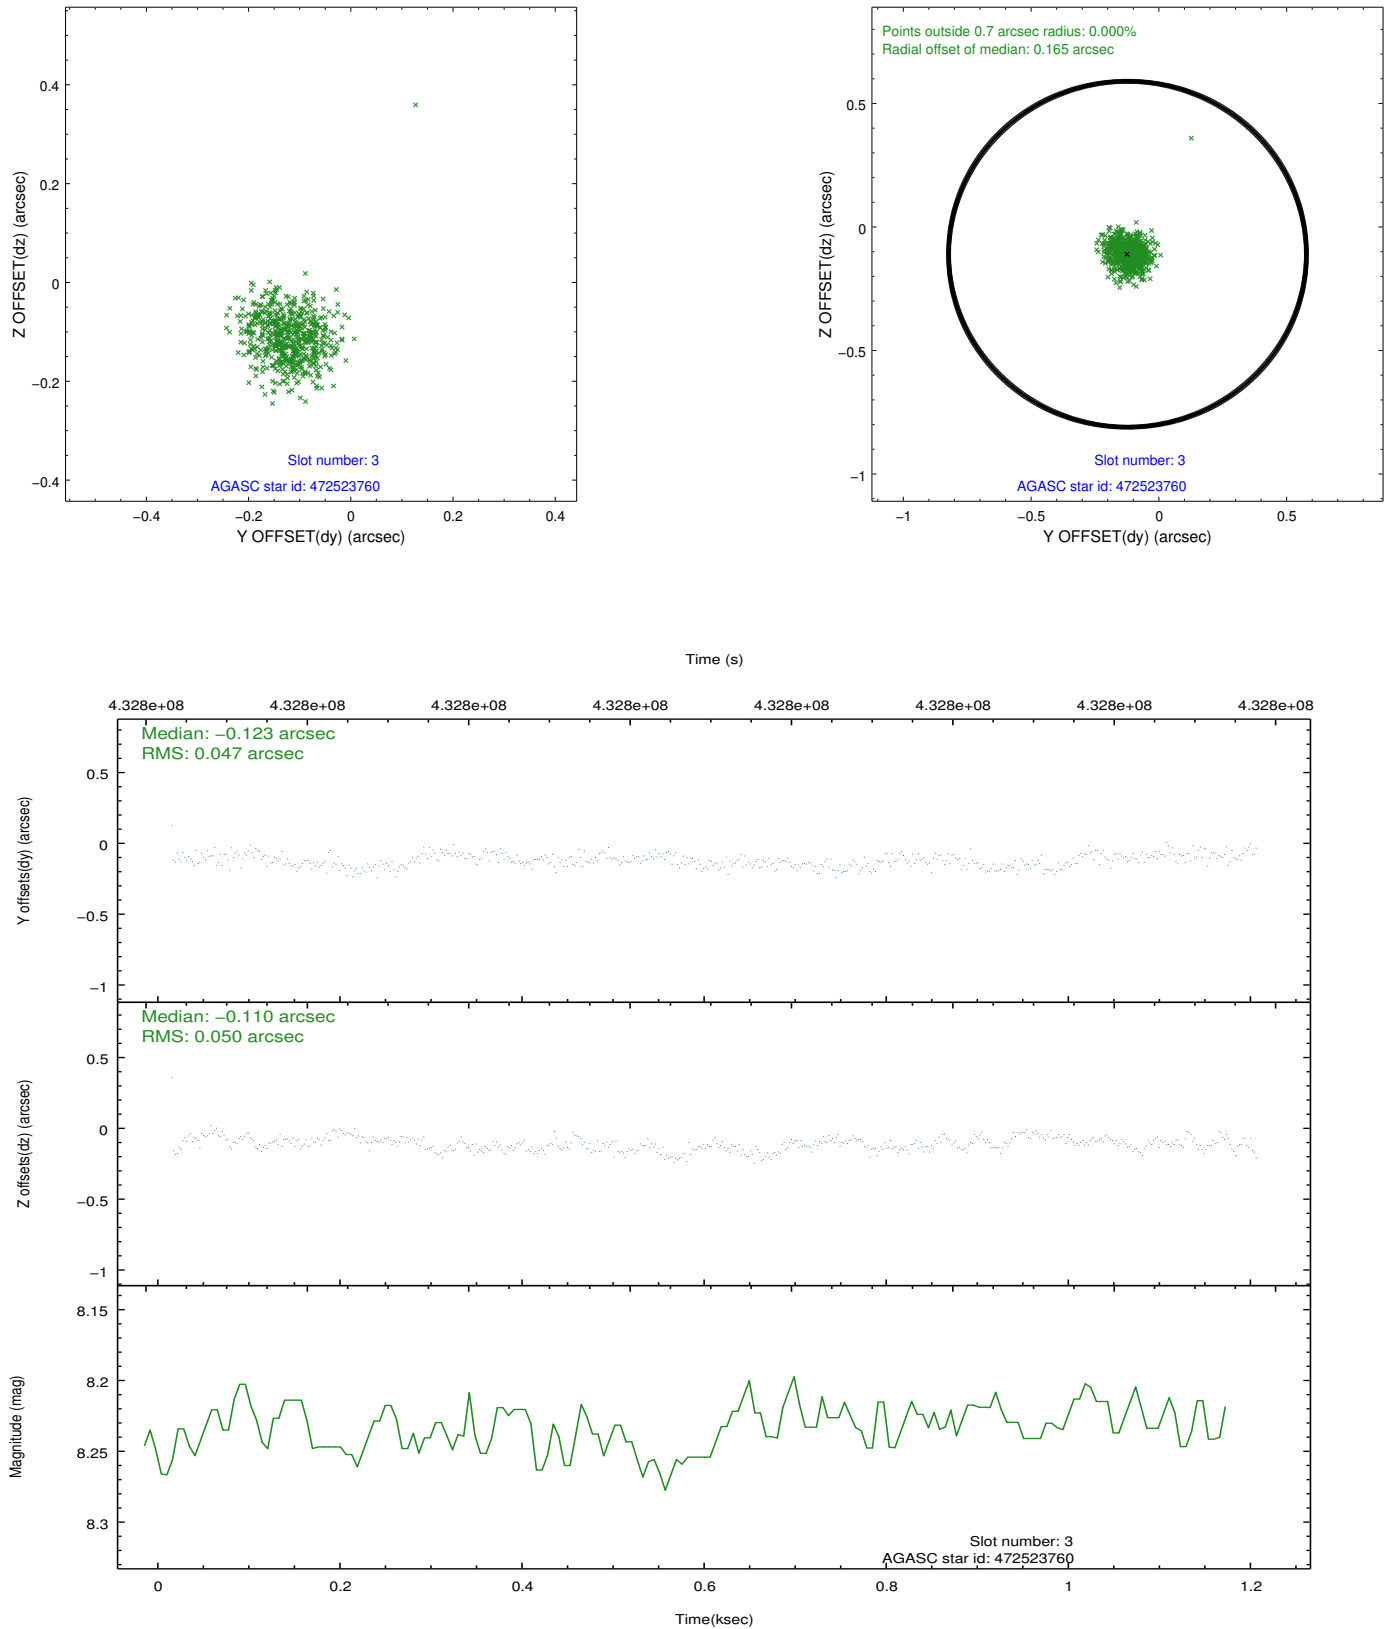 0.4
0.2
0
−0.2
−0.4
Z OFFSET(dz) (arcsec)
Slot number: 3
AGASC star id: 472523760
−0.4 −0.2 0 0.2 0.4
Y OFFSET(dy) (arcsec)
Points outside 0.7 arcsec radius: 0.000%
Radial offset of median: 0.165 arcsec
0.5
0
−0.5
−1
Z OFFSET(dz) (arcsec)
Slot number: 3
AGASC star id: 472523760
−1 −0.5 0 0.5
Y OFFSET(dy) (arcsec)
Time (s)
4.328e+08 4.328e+08 4.328e+08 4.328e+08 4.328e+08 4.328e+08 4.328e+08 4.328e+08
Median: −0.123 arcsec
RMS: 0.047 arcsec
0.5
0
−0.5
−1
Y offsets(dy) (arcsec)
Median: −0.110 arcsec
RMS: 0.050 arcsec
0.5
0
−0.5
−1
Z offsets(dz) (arcsec)
8.15
8.2
8.25
8.3
Magnitude (mag)
Slot number: 3
AGASC star id: 472523760
0 0.2 0.4 0.6 0.8 1 1.2
Time(ksec)